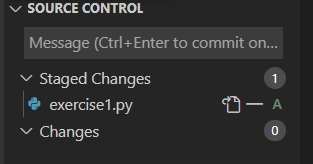 SOURCE CONTROL
Message (Ctrl+Enter to commit on...
Staged Changes 1
exercise1.py A
Changes 0